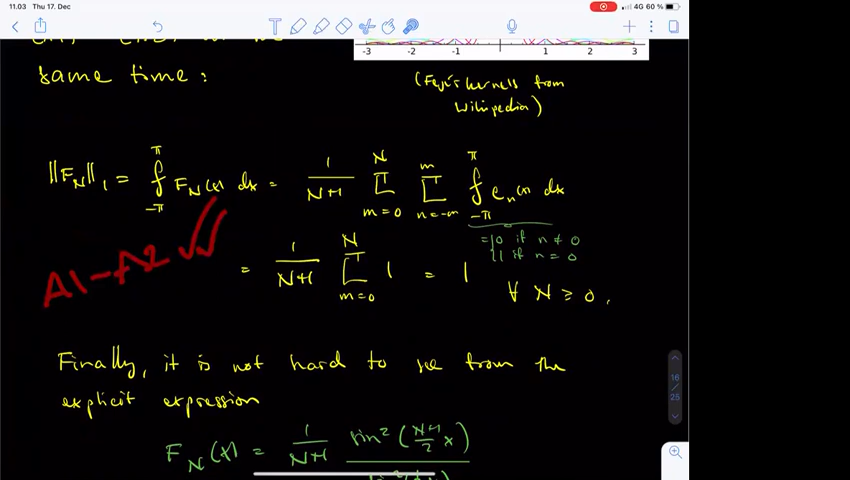 11.03 Thu 17. Dec
4G 60 %
same time :
-3 -2 -1 1 2 3
(Fejér's kernels from
Wikipedia)
‖F_N‖_1 = ∫_{-π}^{π} F_N(x) dx = 1/(N+1) Σ_{m=0}^{N} Σ_{n=-m}^{m} ∫_{-π}^{π} e_n(x) dx
= { 0 if n ≠ 0
1 if n = 0
A1-A2 ✓✓
= 1/(N+1) Σ_{m=0}^{N} 1 = 1 ∀ N ≥ 0.
Finally, it is not hard to see from the
explicit expression
F_N(x) = 1/(N+1) sin²((N+1)/2 x)
16
/
25